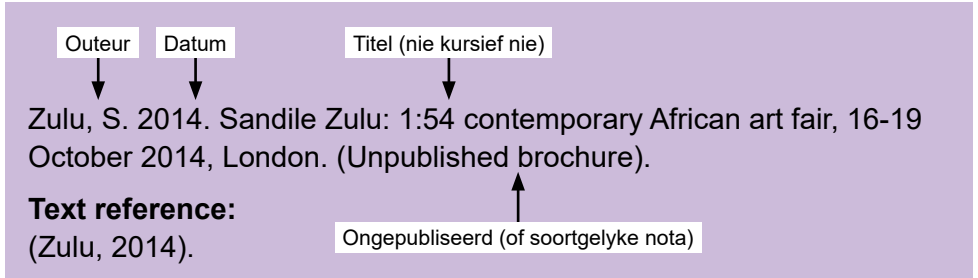 Outeur Datum Titel (nie kursief nie)
Zulu, S. 2014. Sandile Zulu: 1:54 contemporary African art fair, 16-19
October 2014, London. (Unpublished brochure).
Text reference:
(Zulu, 2014).
Ongepubliseerd (of soortgelyke nota)